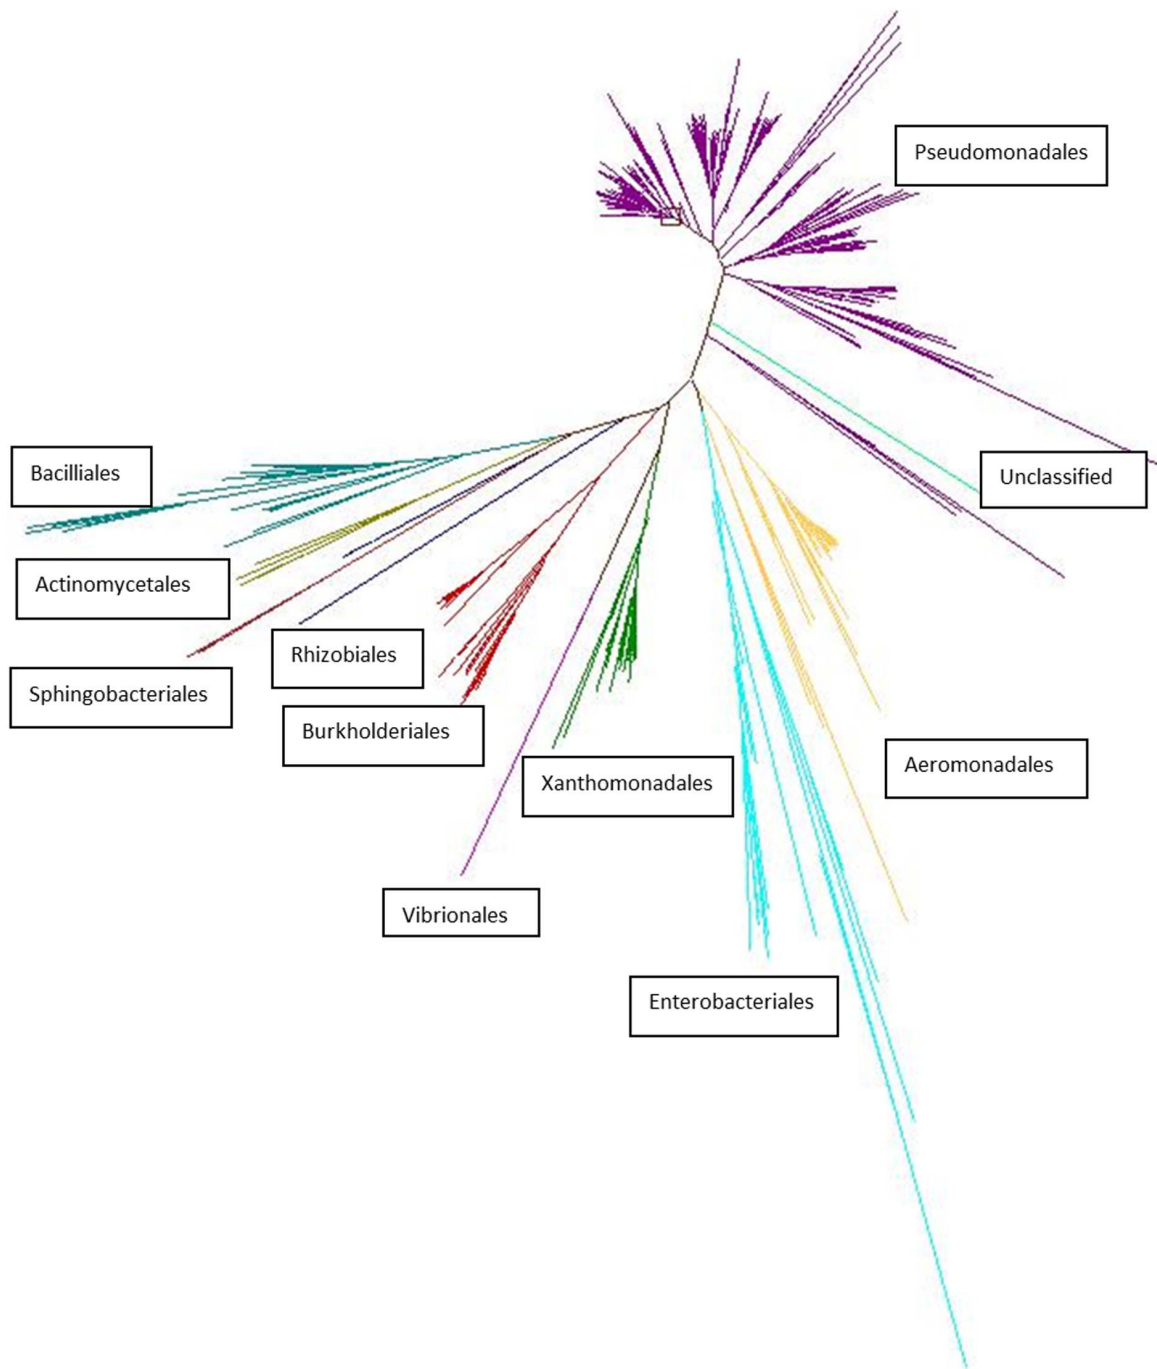 Pseudomonadales
Bacilliales
Unclassified
Actinomycetales
Rhizobiales
Sphingobacteriales
Burkholderiales
Xanthomonadales
Aeromonadales
Vibrionales
Enterobacteriales